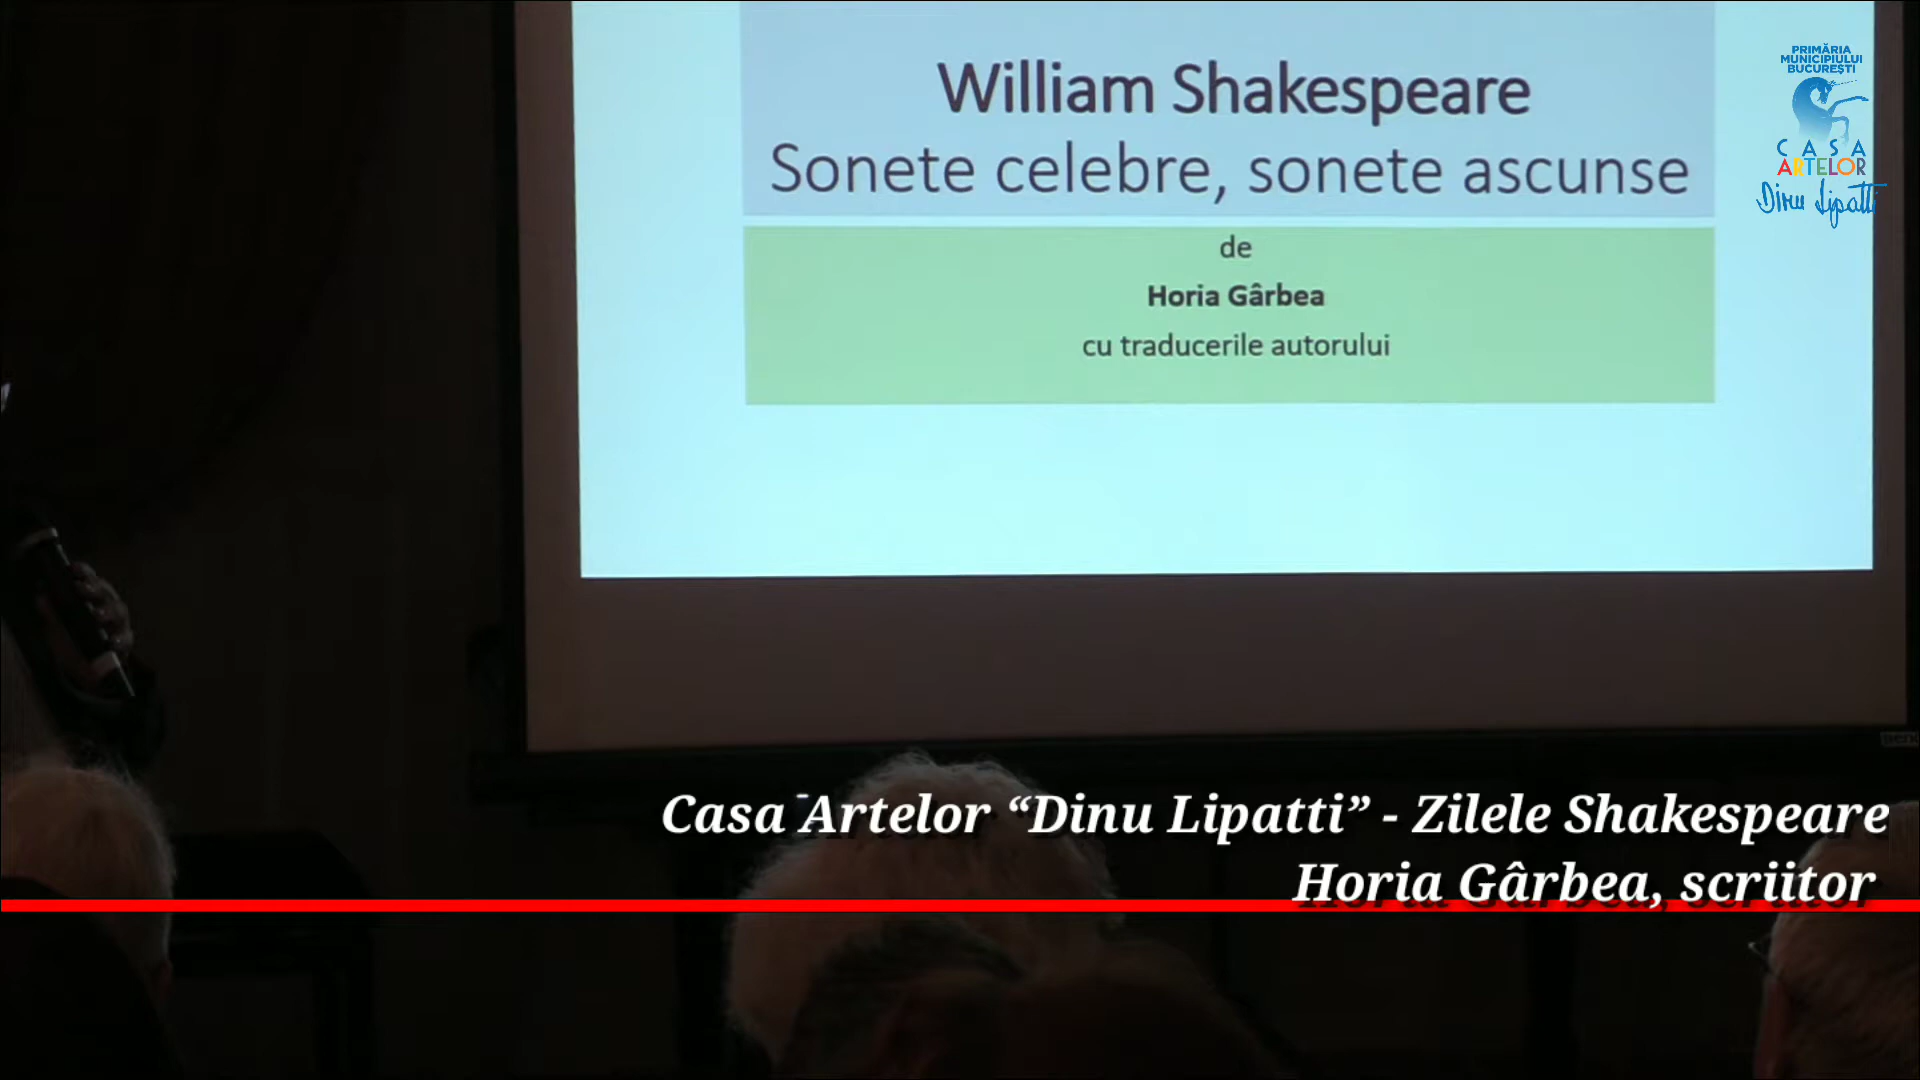 William Shakespeare
Sonete celebre, sonete ascunse
de
Horia Gârbea
cu traducerile autorului
PRIMĂRIA
MUNICIPIULUI
BUCUREȘTI
CASA
ARTELOR
Dinu Lipatti
Casa Artelor “Dinu Lipatti” - Zilele Shakespeare
Horia Gârbea, scriitor